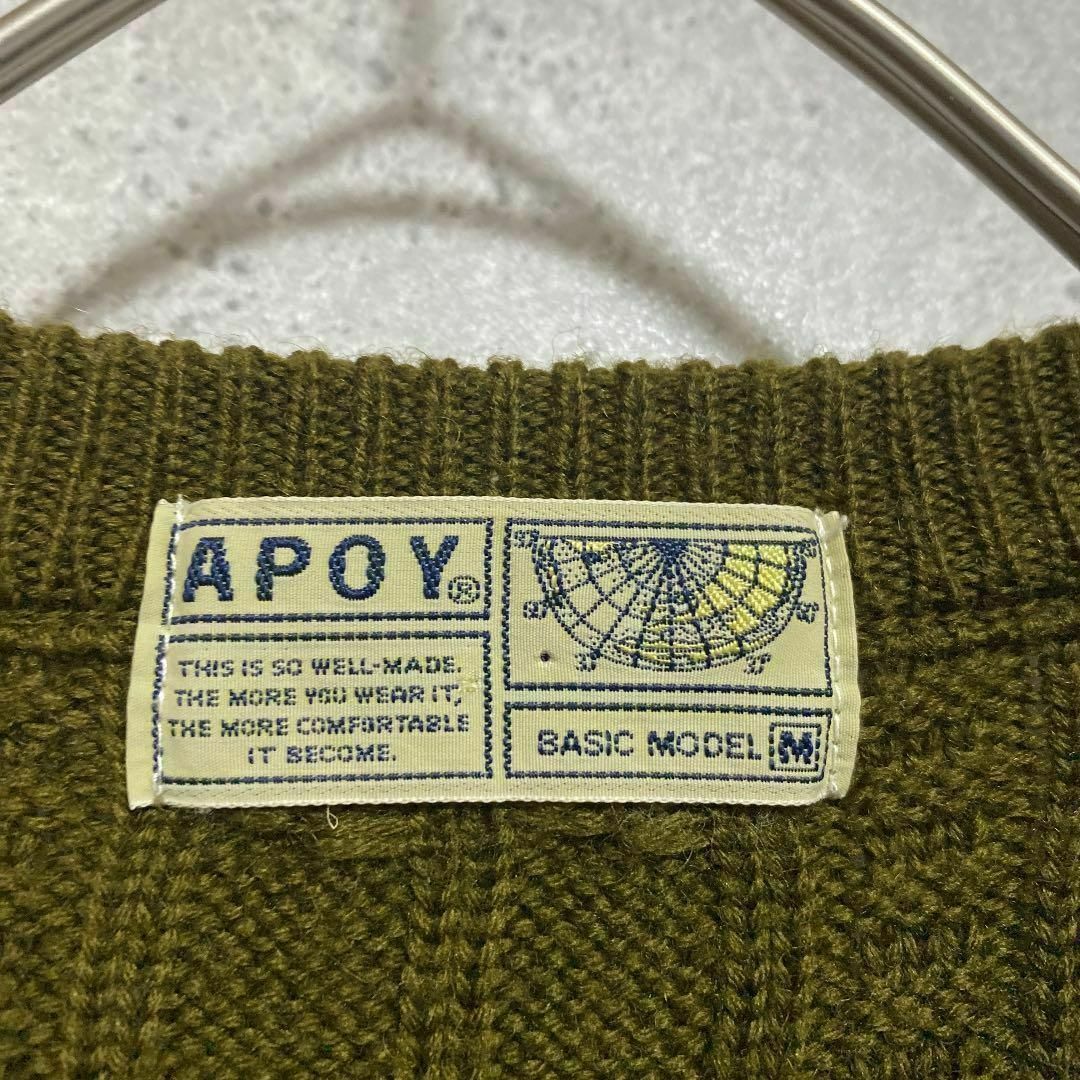 APOY®
THIS IS SO WELL-MADE.
THE MORE YOU WEAR IT,
THE MORE COMFORTABLE
IT BECOME.
BASIC MODEL M